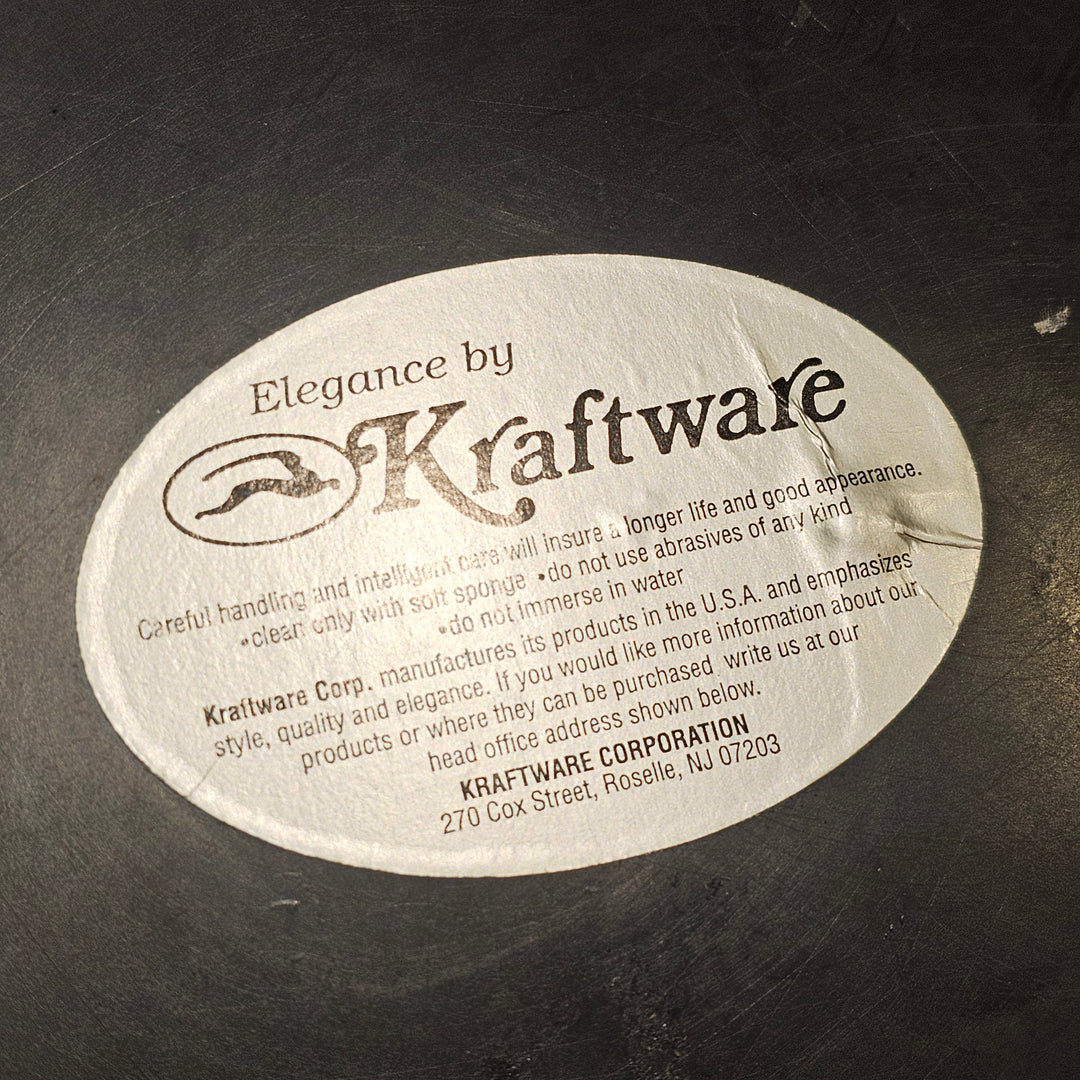 Elegance by
Kraftware
Careful handling and intelligent care will insure a longer life and good appearance.
•clean only with soft sponge •do not use abrasives of any kind
•do not immerse in water
Kraftware Corp. manufactures its products in the U.S.A. and emphasizes
style, quality and elegance. If you would like more information about our
products or where they can be purchased, write us at our
head office address shown below.
KRAFTWARE CORPORATION
270 Cox Street, Roselle, NJ 07203